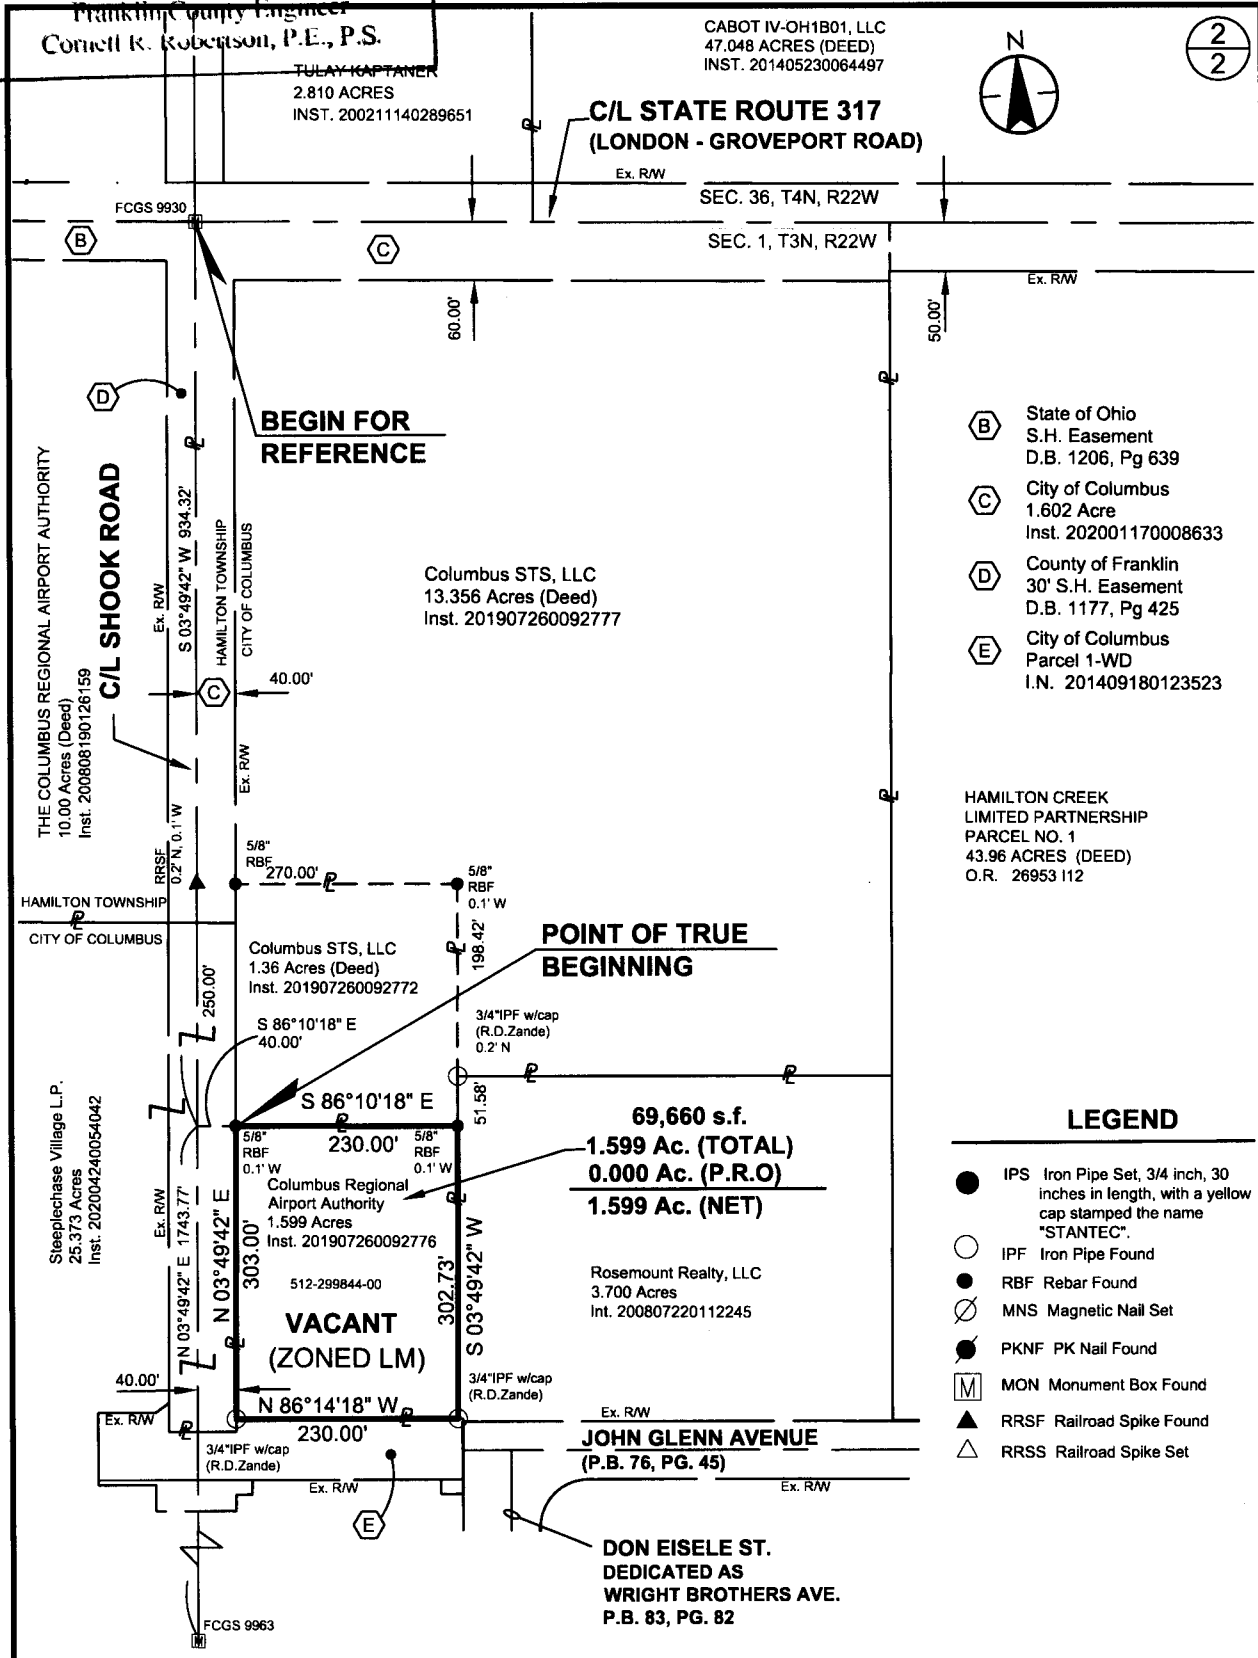 Franklin County Engineer
Cornell R. Robertson, P.E., P.S.
TULAY KAPTANER
2.810 ACRES
INST. 200211140289651
CABOT IV-OH1B01, LLC
47.048 ACRES (DEED)
INST. 201405230064497
N
2
2
C/L STATE ROUTE 317
(LONDON - GROVEPORT ROAD)
Ex. R/W
SEC. 36, T4N, R22W
FCGS 9930
SEC. 1, T3N, R22W
B
C
Ex. R/W
60.00'
50.00'
D
BEGIN FOR
REFERENCE
B
State of Ohio
S.H. Easement
D.B. 1206, Pg 639
C
City of Columbus
1.602 Acre
Inst. 202001170008633
D
County of Franklin
30' S.H. Easement
D.B. 1177, Pg 425
E
City of Columbus
Parcel 1-WD
I.N. 201409180123523
THE COLUMBUS REGIONAL AIRPORT AUTHORITY
10.00 Acres (Deed)
Inst. 200808190126159
C/L SHOOK ROAD
Ex. R/W
S 03°49'42" W 934.32'
HAMILTON TOWNSHIP
CITY OF COLUMBUS
Columbus STS, LLC
13.356 Acres (Deed)
Inst. 201907260092777
C
40.00'
Ex. R/W
HAMILTON CREEK
LIMITED PARTNERSHIP
PARCEL NO. 1
43.96 ACRES (DEED)
O.R. 26953 I12
RRSF
0.2' N, 0.1' W
5/8"
RBF
270.00'
5/8"
RBF
0.1' W
HAMILTON TOWNSHIP
CITY OF COLUMBUS
198.42'
Columbus STS, LLC
1.36 Acres (Deed)
Inst. 201907260092772
POINT OF TRUE
BEGINNING
250.00'
S 86°10'18" E
40.00'
3/4"IPF w/cap
(R.D.Zande)
0.2' N
51.58'
S 86°10'18" E
230.00'
5/8"
RBF
0.1' W
5/8"
RBF
0.1' W
69,660 s.f.
1.599 Ac. (TOTAL)
0.000 Ac. (P.R.O)
1.599 Ac. (NET)
Steeplechase Village L.P.
25.373 Acres
Inst. 202004240054042
Ex. R/W
N 03°49'42" E 1743.77'
N 03°49'42" E
303.00'
Columbus Regional
Airport Authority
1.599 Acres
Inst. 201907260092776
512-299844-00
VACANT
(ZONED LM)
302.73'
S 03°49'42" W
Rosemount Realty, LLC
3.700 Acres
Int. 200807220112245
LEGEND
IPS Iron Pipe Set, 3/4 inch, 30
inches in length, with a yellow
cap stamped the name
"STANTEC".
IPF Iron Pipe Found
RBF Rebar Found
MNS Magnetic Nail Set
PKNF PK Nail Found
M MON Monument Box Found
RRSF Railroad Spike Found
RRSS Railroad Spike Set
40.00'
3/4"IPF w/cap
(R.D.Zande)
N 86°14'18" W
230.00'
Ex. R/W
3/4"IPF w/cap
(R.D.Zande)
Ex. R/W
JOHN GLENN AVENUE
(P.B. 76, PG. 45)
Ex. R/W
Ex. R/W
E
DON EISELE ST.
DEDICATED AS
WRIGHT BROTHERS AVE.
P.B. 83, PG. 82
FCGS 9963
M